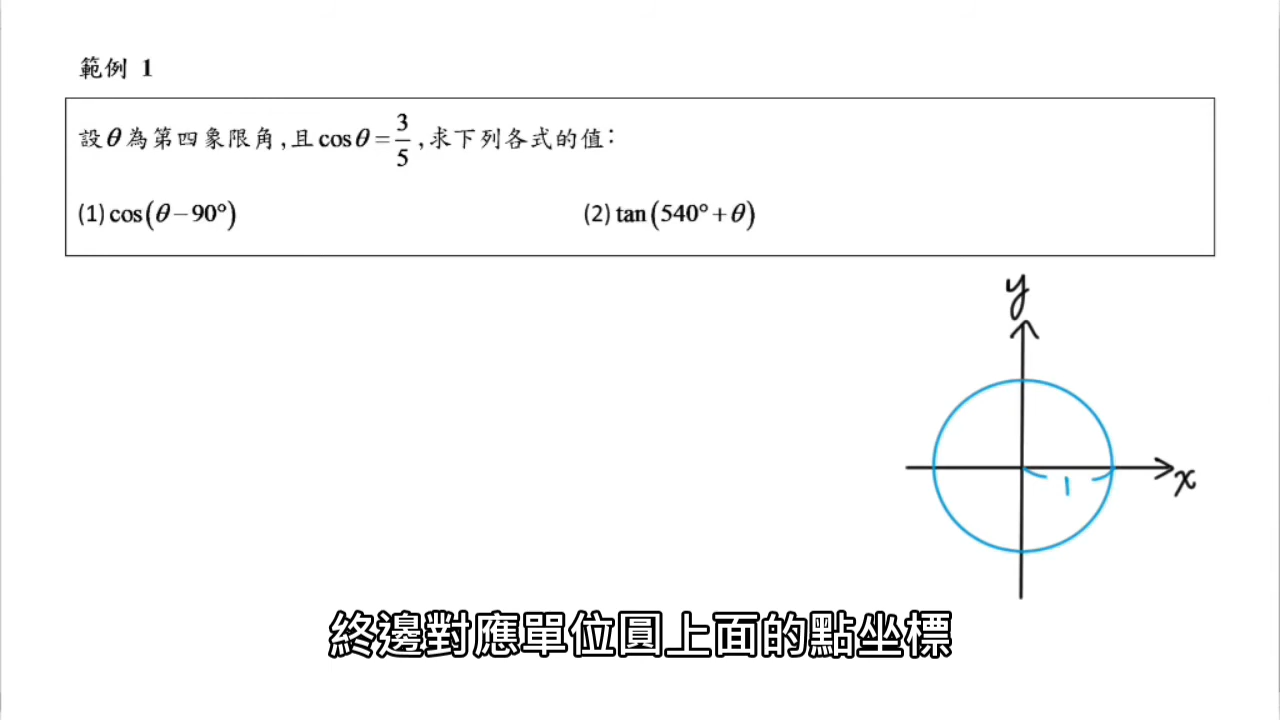 範例 1
設θ為第四象限角,且cosθ=3/5,求下列各式的值:
(1)cos(θ−90°)
(2)tan(540°+θ)
y
x
1
終邊對應單位圓上面的點坐標